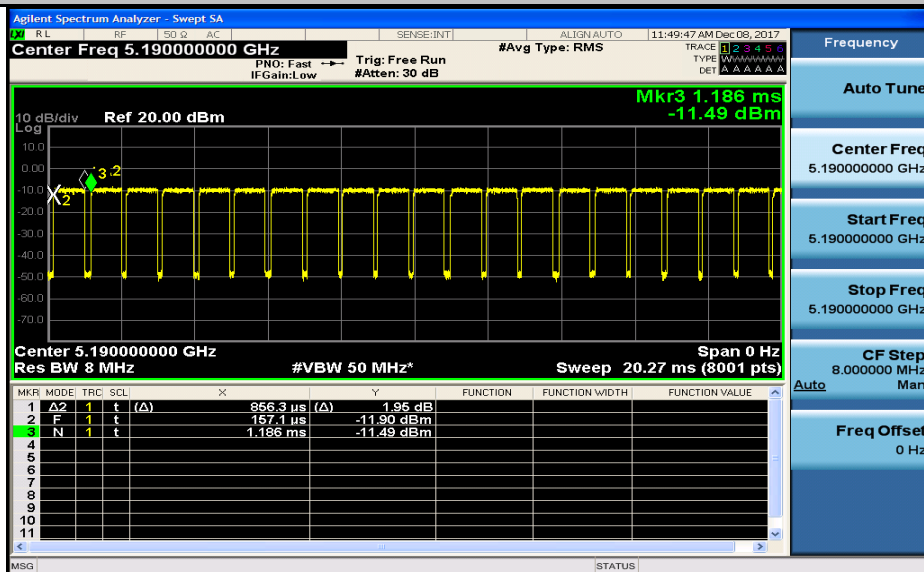 Agilent Spectrum Analyzer - Swept SA
LXI RL RF 50 Ω AC SENSE:INT ALIGN AUTO 11:49:47 AM Dec 08, 2017
Center Freq 5.190000000 GHz #Avg Type: RMS TRACE 1 2 3 4 5 6
PNO: Fast Trig: Free Run TYPE W
IFGain:Low #Atten: 30 dB DET A A A A A A
Mkr3 1.186 ms
10 dB/div Ref 20.00 dBm -11.49 dBm
Log
10.0
0.00
-10.0
-20.0
-30.0
-40.0
-50.0
-60.0
-70.0
2
3
2
Center 5.190000000 GHz Span 0 Hz
Res BW 8 MHz #VBW 50 MHz* Sweep 20.27 ms (8001 pts)
MKR MODE TRC SCL X Y FUNCTION FUNCTION WIDTH FUNCTION VALUE
1 Δ2 1 t (Δ) 856.3 µs (Δ) 1.95 dB
2 F 1 t 157.1 µs -11.90 dBm
3 N 1 t 1.186 ms -11.49 dBm
4
5
6
7
8
9
10
11
MSG STATUS
Frequency
Auto Tune
Center Freq
5.190000000 GHz
Start Freq
5.190000000 GHz
Stop Freq
5.190000000 GHz
CF Step
8.000000 MHz
Auto Man
Freq Offset
0 Hz